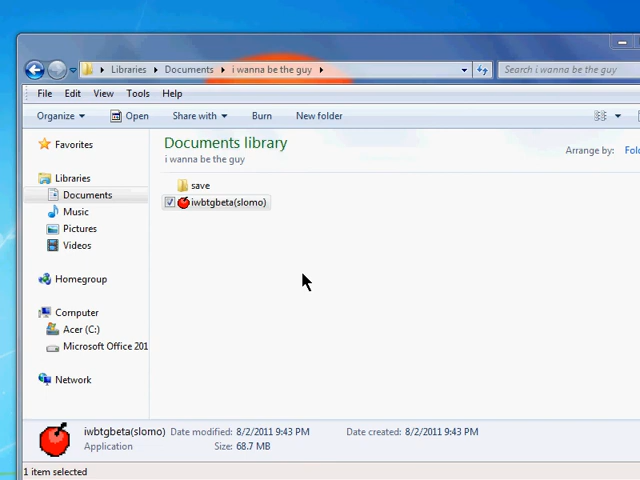 Libraries Documents i wanna be the guy
Search i wanna be the guy
File Edit View Tools Help
Organize Open Share with Burn New folder
Favorites
Libraries
Documents
Music
Pictures
Videos
Homegroup
Computer
Acer (C:)
Microsoft Office 201
Network
Documents library
i wanna be the guy
Arrange by: Fol
save
iwbtgbeta(slomo)
iwbtgbeta(slomo) Date modified: 8/2/2011 9:43 PM Date created: 8/2/2011 9:43 PM
Application Size: 68.7 MB
1 item selected